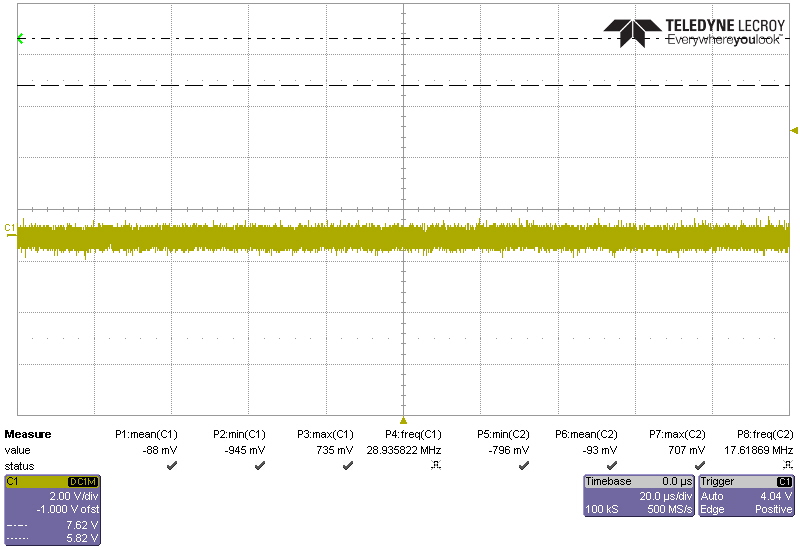 TELEDYNE LECROY
Everywhereyoulook™
C1
Measure P1:mean(C1) P2:min(C1) P3:max(C1) P4:freq(C1) P5:min(C2) P6:mean(C2) P7:max(C2) P8:freq(C2)
value -88 mV -945 mV 735 mV 28.935822 MHz -796 mV -93 mV 707 mV 17.61869 MHz
status
C1 DC1M
2.00 V/div
-1.000 V ofst
7.62 V
5.82 V
Timebase 0.0 µs
20.0 µs/div
100 kS 500 MS/s
Trigger C1
Auto 4.04 V
Edge Positive